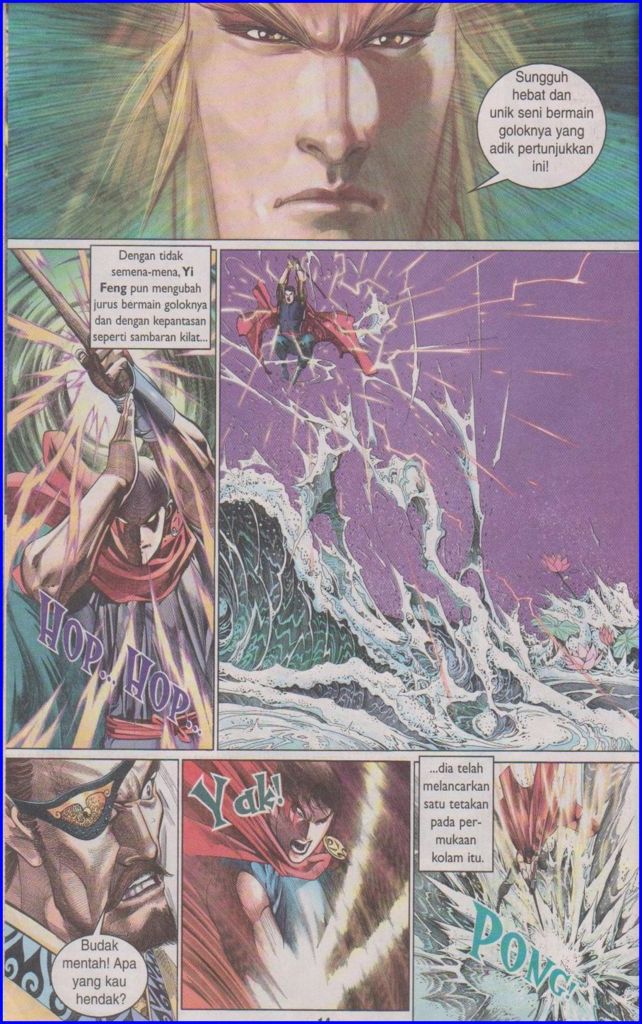 Sungguh
hebat dan
unik seni bermain
goloknya yang
adik pertunjukkan
ini!
Dengan tidak
semena-mena, Yi
Feng pun mengubah
jurus bermain goloknya
dan dengan kepantasan
seperti sambaran kilat...
HOP.. HOP...
Budak
mentah! Apa
yang kau
hendak?
Yak!
...dia telah
melancarkan
satu tetakan
pada per-
mukaan
kolam itu.
PONG!